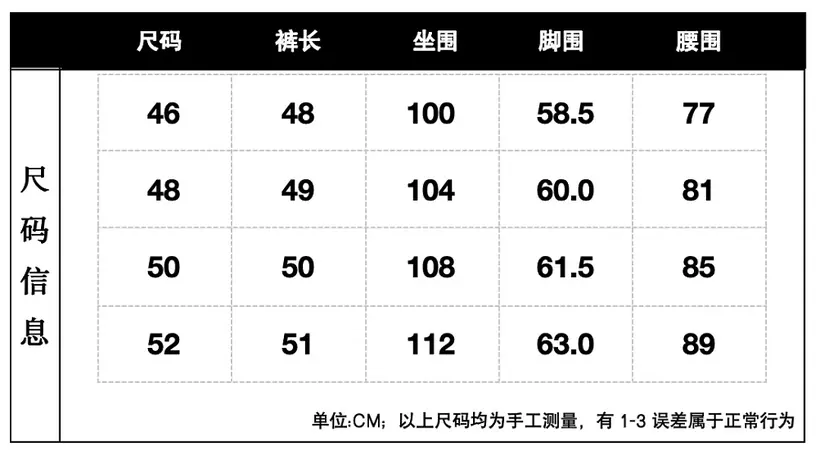 尺码 裤长 坐围 脚围 腰围
46 48 100 58.5 77
48 49 104 60.0 81
50 50 108 61.5 85
52 51 112 63.0 89
尺码信息
单位:CM；以上尺码均为手工测量，有 1-3 误差属于正常行为